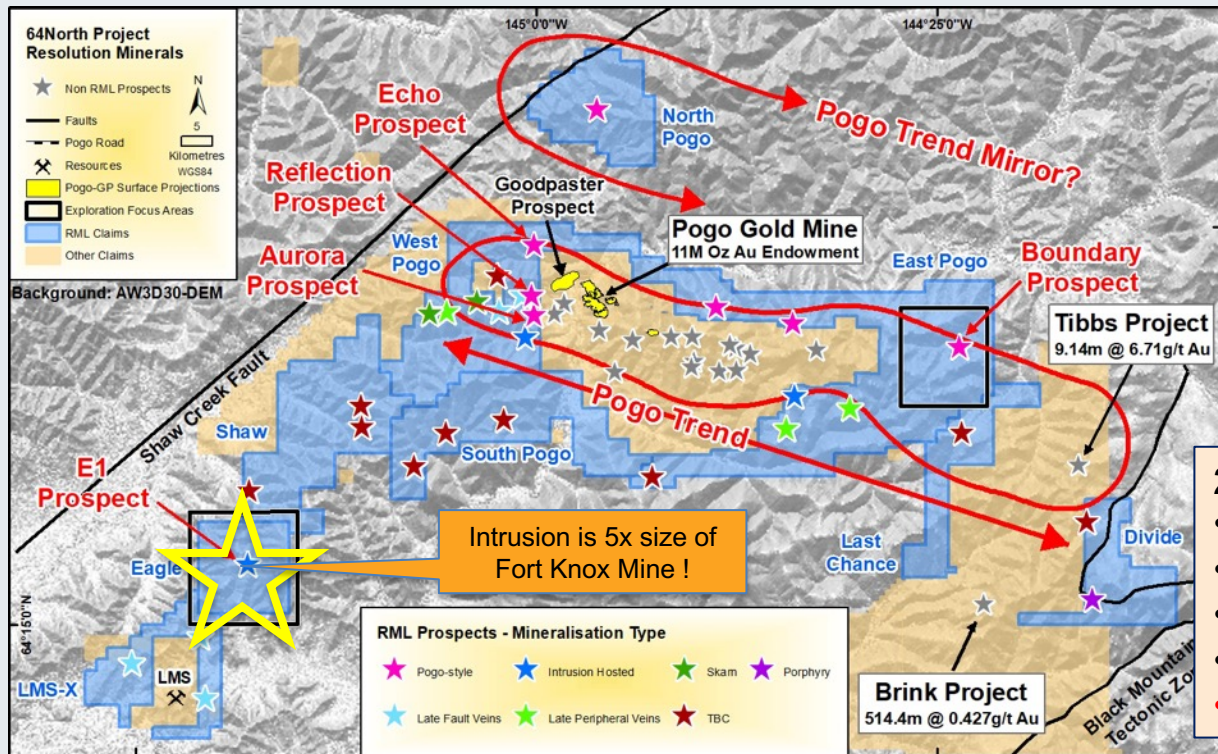 64North Project
Resolution Minerals
Non RML Prospects
Faults
Pogo Road
Resources
Pogo-GP Surface Projections
Exploration Focus Areas
RML Claims
Other Claims
N
5
Kilometres
WGS84
Background: AW3D30-DEM
145°0'0"W
144°25'0"W
64°15'0"N
Echo
Prospect
Reflection
Prospect
Aurora
Prospect
Goodpaster
Prospect
North
Pogo
Pogo Trend Mirror?
West
Pogo
Pogo Gold Mine
11M Oz Au Endowment
East Pogo
Boundary
Prospect
Tibbs Project
9.14m @ 6.71g/t Au
Shaw Creek Fault
Shaw
South Pogo
Pogo Trend
E1
Prospect
Eagle
Intrusion is 5x size of
Fort Knox Mine !
Last
Chance
Divide
LMS-X
LMS
Brink Project
514.4m @ 0.427g/t Au
Black Mountain
Tectonic Zon
RML Prospects - Mineralisation Type
Pogo-style
Intrusion Hosted
Skarn
Porphyry
Late Fault Veins
Late Peripheral Veins
TBC